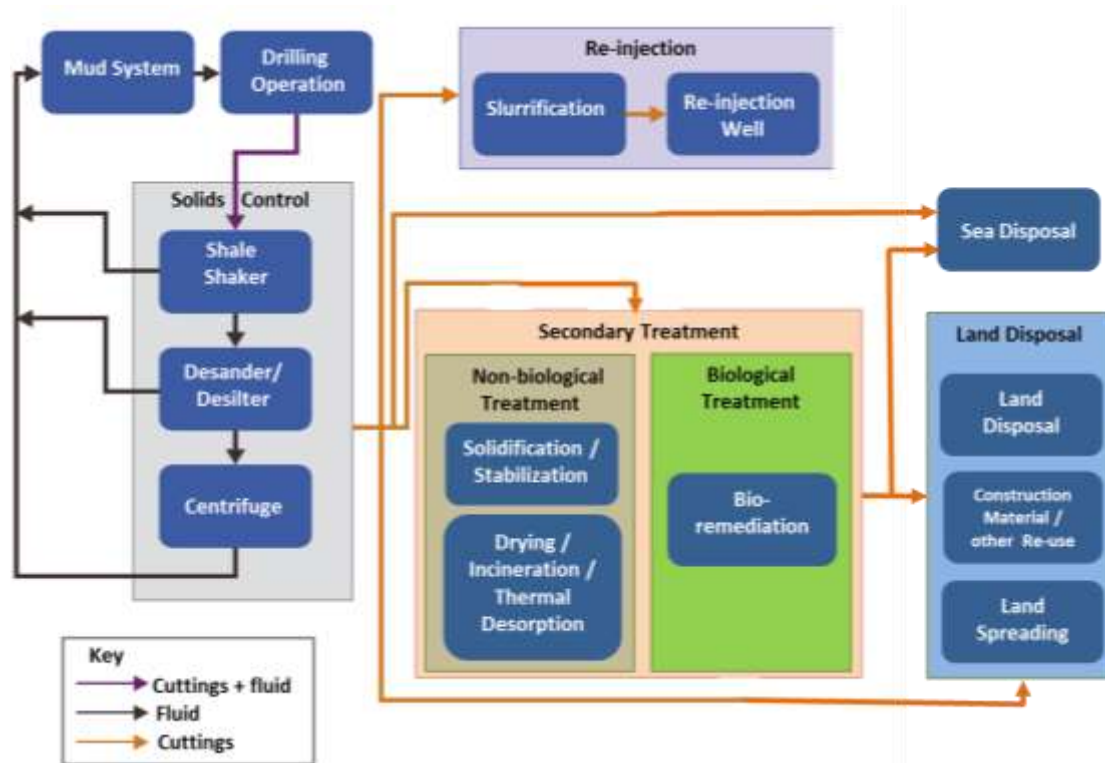 Mud System
Drilling
Operation
Re-injection
Slurrification
Re-injection
Well
Solids Control
Shale
Shaker
Desander/
Desilter
Centrifuge
Sea Disposal
Secondary Treatment
Non-biological
Treatment
Solidification /
Stabilization
Drying /
Incineration /
Thermal
Desorption
Biological
Treatment
Bio-
remediation
Land Disposal
Land
Disposal
Construction
Material /
other Re-use
Land
Spreading
Key
Cuttings + fluid
Fluid
Cuttings